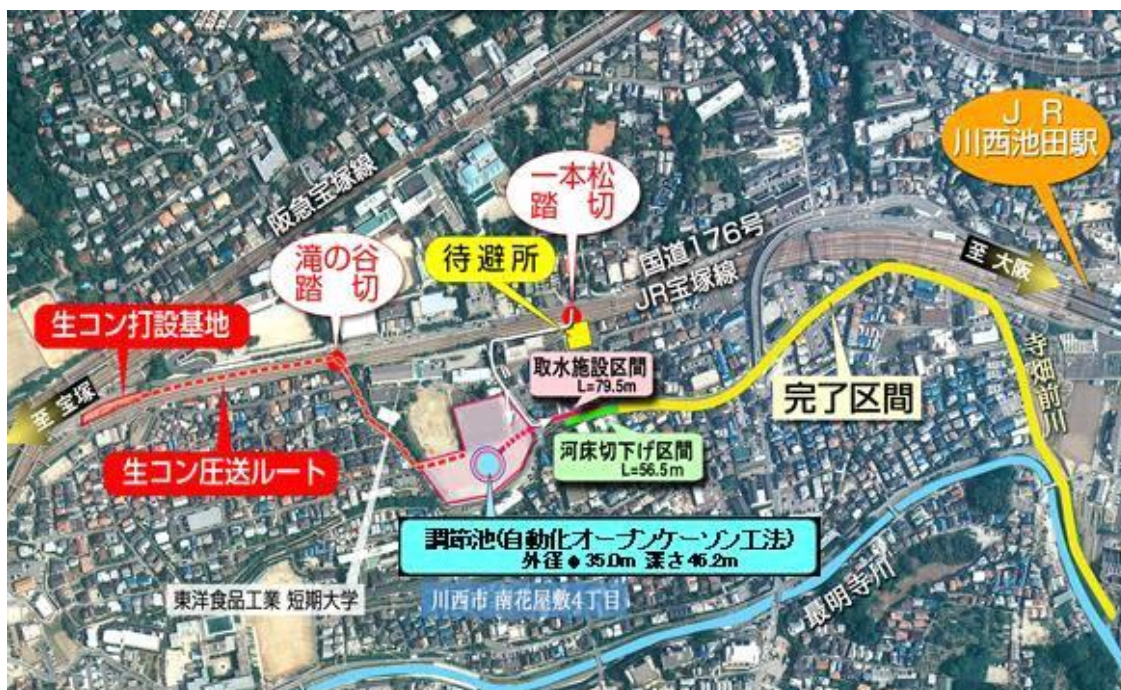 JR
川西池田駅
一本松
踏切
阪急宝塚線
国道176号
滝の谷
踏切
待避所
JR宝塚線
至 大阪
生コン打設基地
取水施設区間
L=79.5m
寺畑前川
完了区間
至 宝塚
河床切下げ区間
L=56.5m
生コン圧送ルート
調節池(自動化オープンケーソン工法)
外径φ35.0m 深さ46.2m
東洋食品工業 短期大学
川西市 南花屋敷4丁目
最明寺川